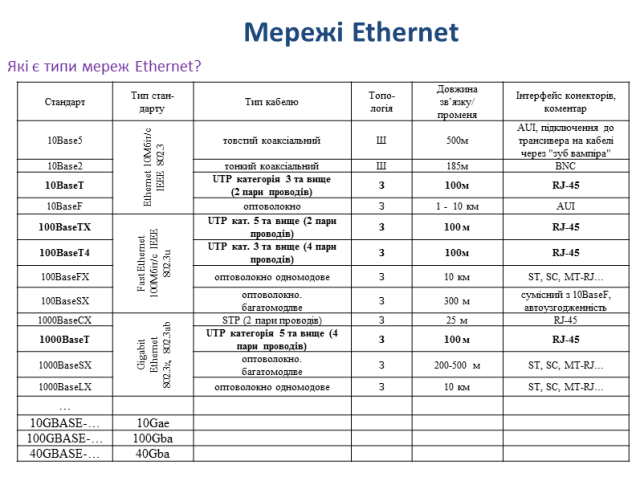 Мережі Ethernet
Які є типи мереж Ethernet?
Стандарт
Тип стан-
дарту
Тип кабелю
Топо-
логія
Довжина
зв'язку/
променя
Інтерфейс конекторів,
коментар
10Base5
Ethernet 10Мбіт/с
IEEE 802.3
товстий коаксіальний
Ш
500м
AUI, підключення до
трансивера на кабелі
через "зуб вампіра"
10Base2
тонкий коаксіальний
Ш
185м
BNC
10BaseT
UTP категорія 3 та вище
(2 пари проводів)
З
100м
RJ-45
10BaseF
оптоволокно
З
1 - 10 км
AUI
100BaseTX
Fast Ethernet
100Мбіт/с IEEE
802.3u
UTP кат. 5 та вище (2 пари
проводів)
З
100 м
RJ-45
100BaseT4
UTP кат. 3 та вище (4 пари
проводів)
З
100м
RJ-45
100BaseFX
оптоволокно одномодове
З
10 км
ST, SC, MT-RJ…
100BaseSX
оптоволокно.
багатомодлве
З
300 м
сумісний з 10BaseF,
автоузгодженність
1000BaseCX
Gigabit
Ethernet
802.3z, 802.3ab
STP (2 пари проводів)
З
25 м
RJ-45
1000BaseT
UTP категорія 5 та вище (4
пари проводів)
З
100 м
RJ-45
1000BaseSX
оптоволокно.
багатомодлве
З
200-500 м
ST, SC, MT-RJ…
1000BaseLX
оптоволокно одномодове
З
10 км
ST, SC, MT-RJ…
…
10GBASE-…
10Gae
100GBASE-…
100Gba
40GBASE-…
40Gba